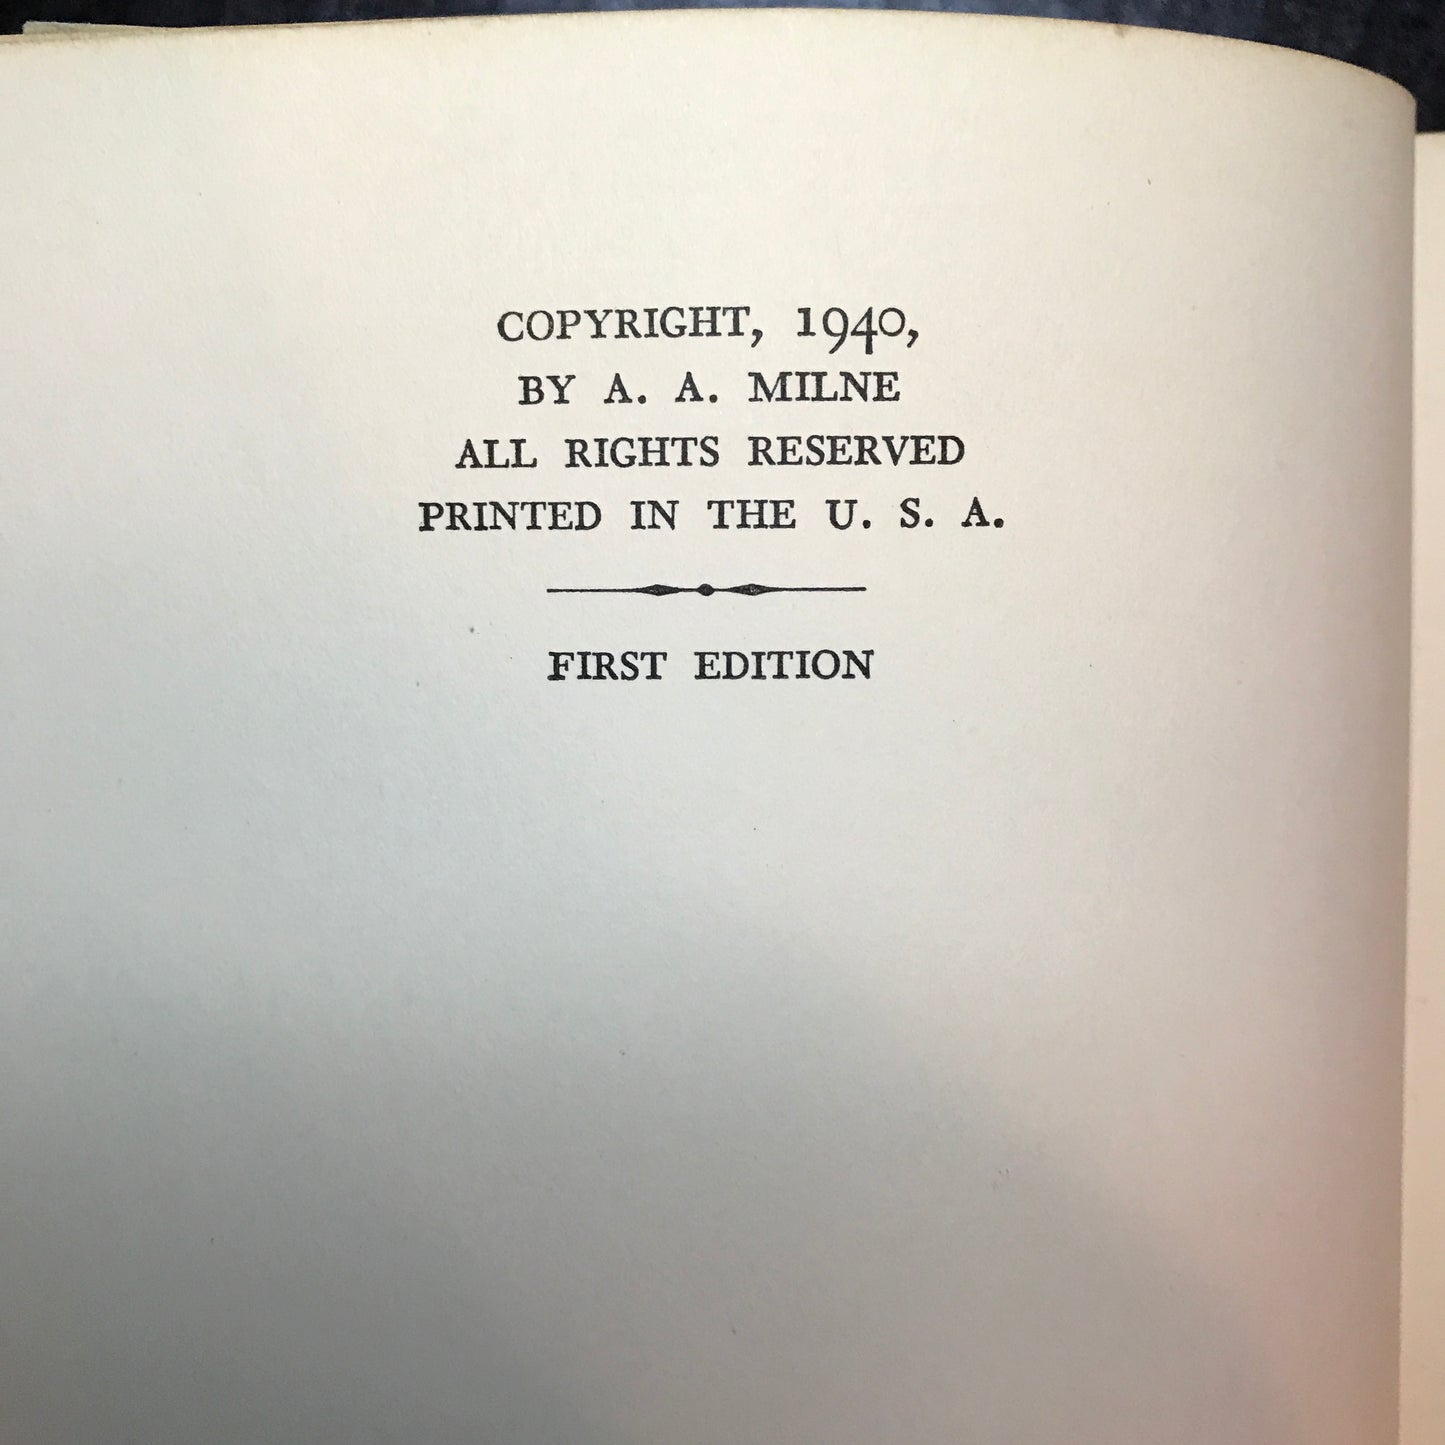 COPYRIGHT, 1940,
BY A. A. MILNE
ALL RIGHTS RESERVED
PRINTED IN THE U. S. A.
FIRST EDITION